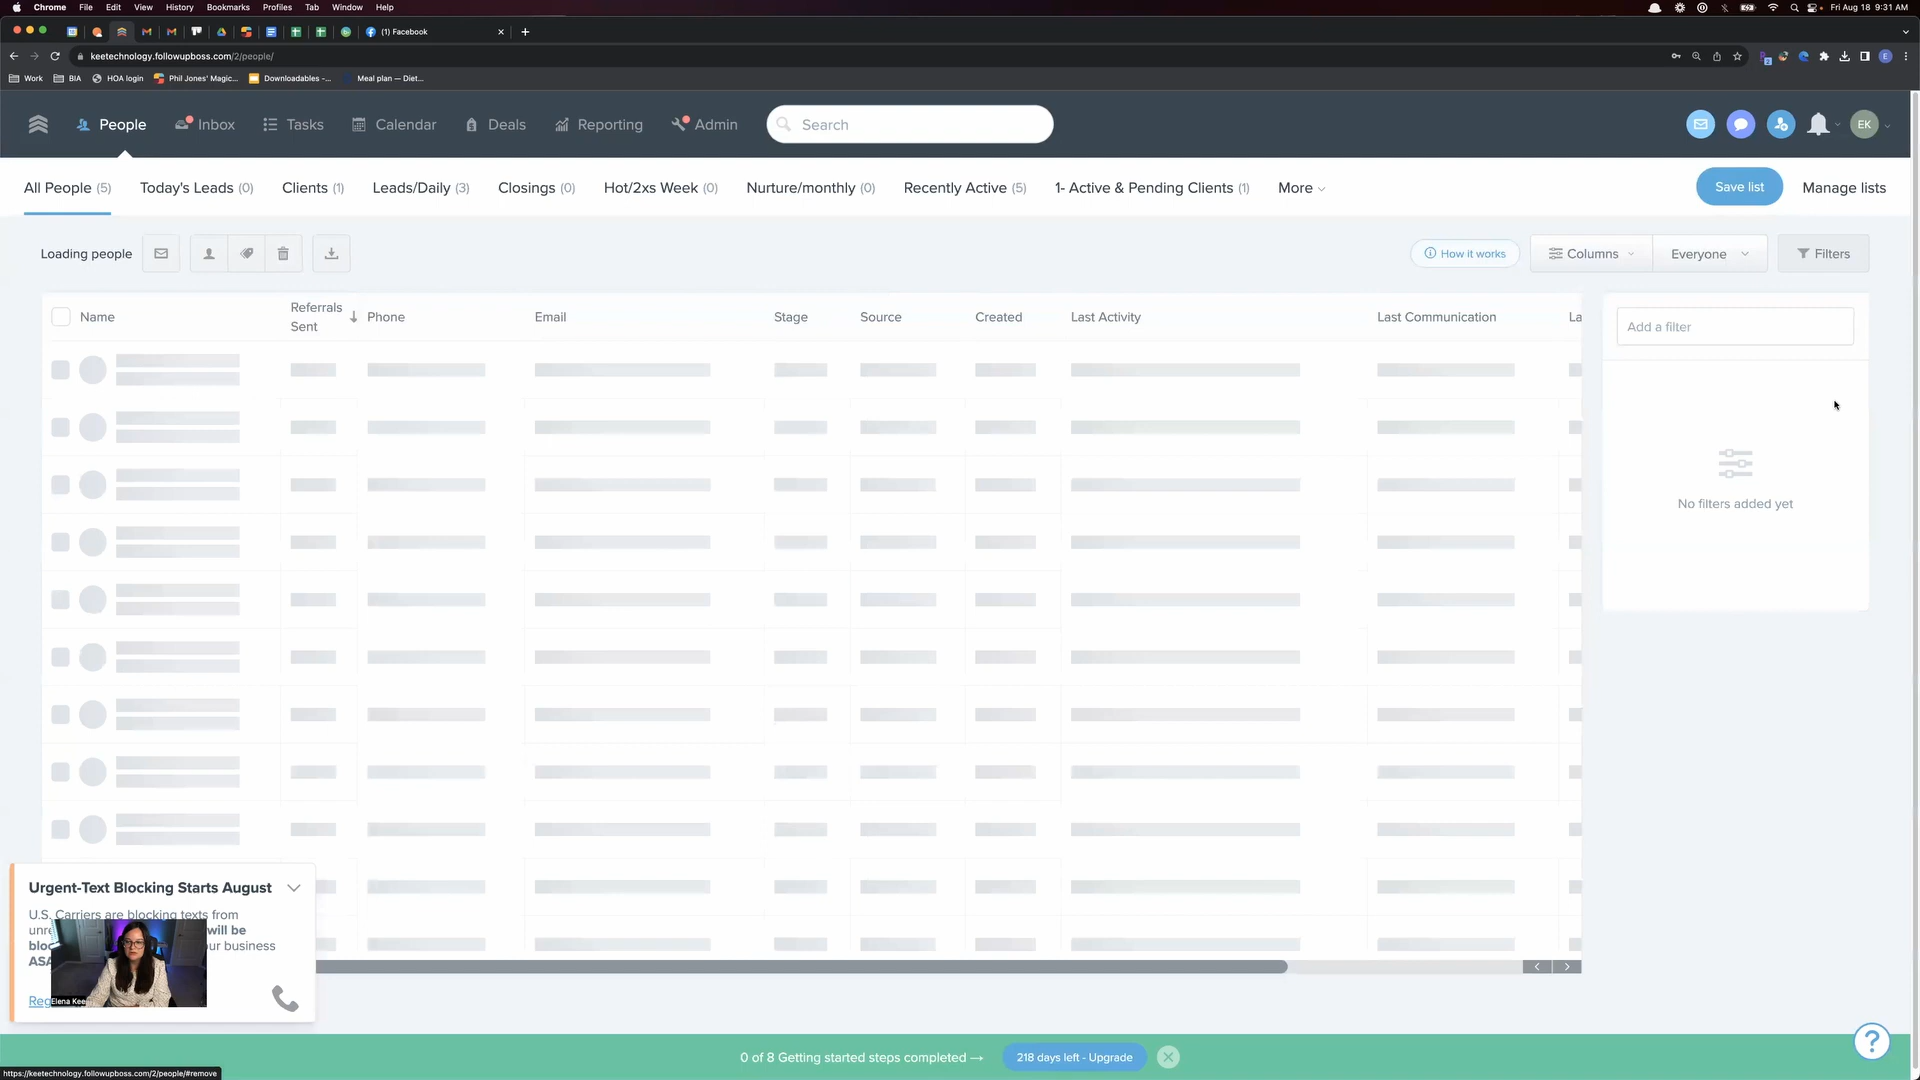 Chrome File Edit View History Bookmarks Profiles Tab Window Help Fri Aug 18 9:31 AM
(1) Facebook
keetechnology.followupboss.com/2/people/
Work BIA HOA login Phil Jones' Magic... Downloadables -... Meal plan — Diet...
People Inbox Tasks Calendar Deals Reporting Admin Search EK
All People (5) Today's Leads (0) Clients (1) Leads/Daily (3) Closings (0) Hot/2xs Week (0) Nurture/monthly (0) Recently Active (5) 1- Active & Pending Clients (1) More Save list Manage lists
Loading people How it works Columns Everyone Filters
Name Referrals Sent Phone Email Stage Source Created Last Activity Last Communication La
Add a filter
No filters added yet
Urgent-Text Blocking Starts August
U.S. Carriers are blocking texts from
will be
ur business
Elena Kee
0 of 8 Getting started steps completed → 218 days left - Upgrade
?
https://keetechnology.followupboss.com/2/people/#remove